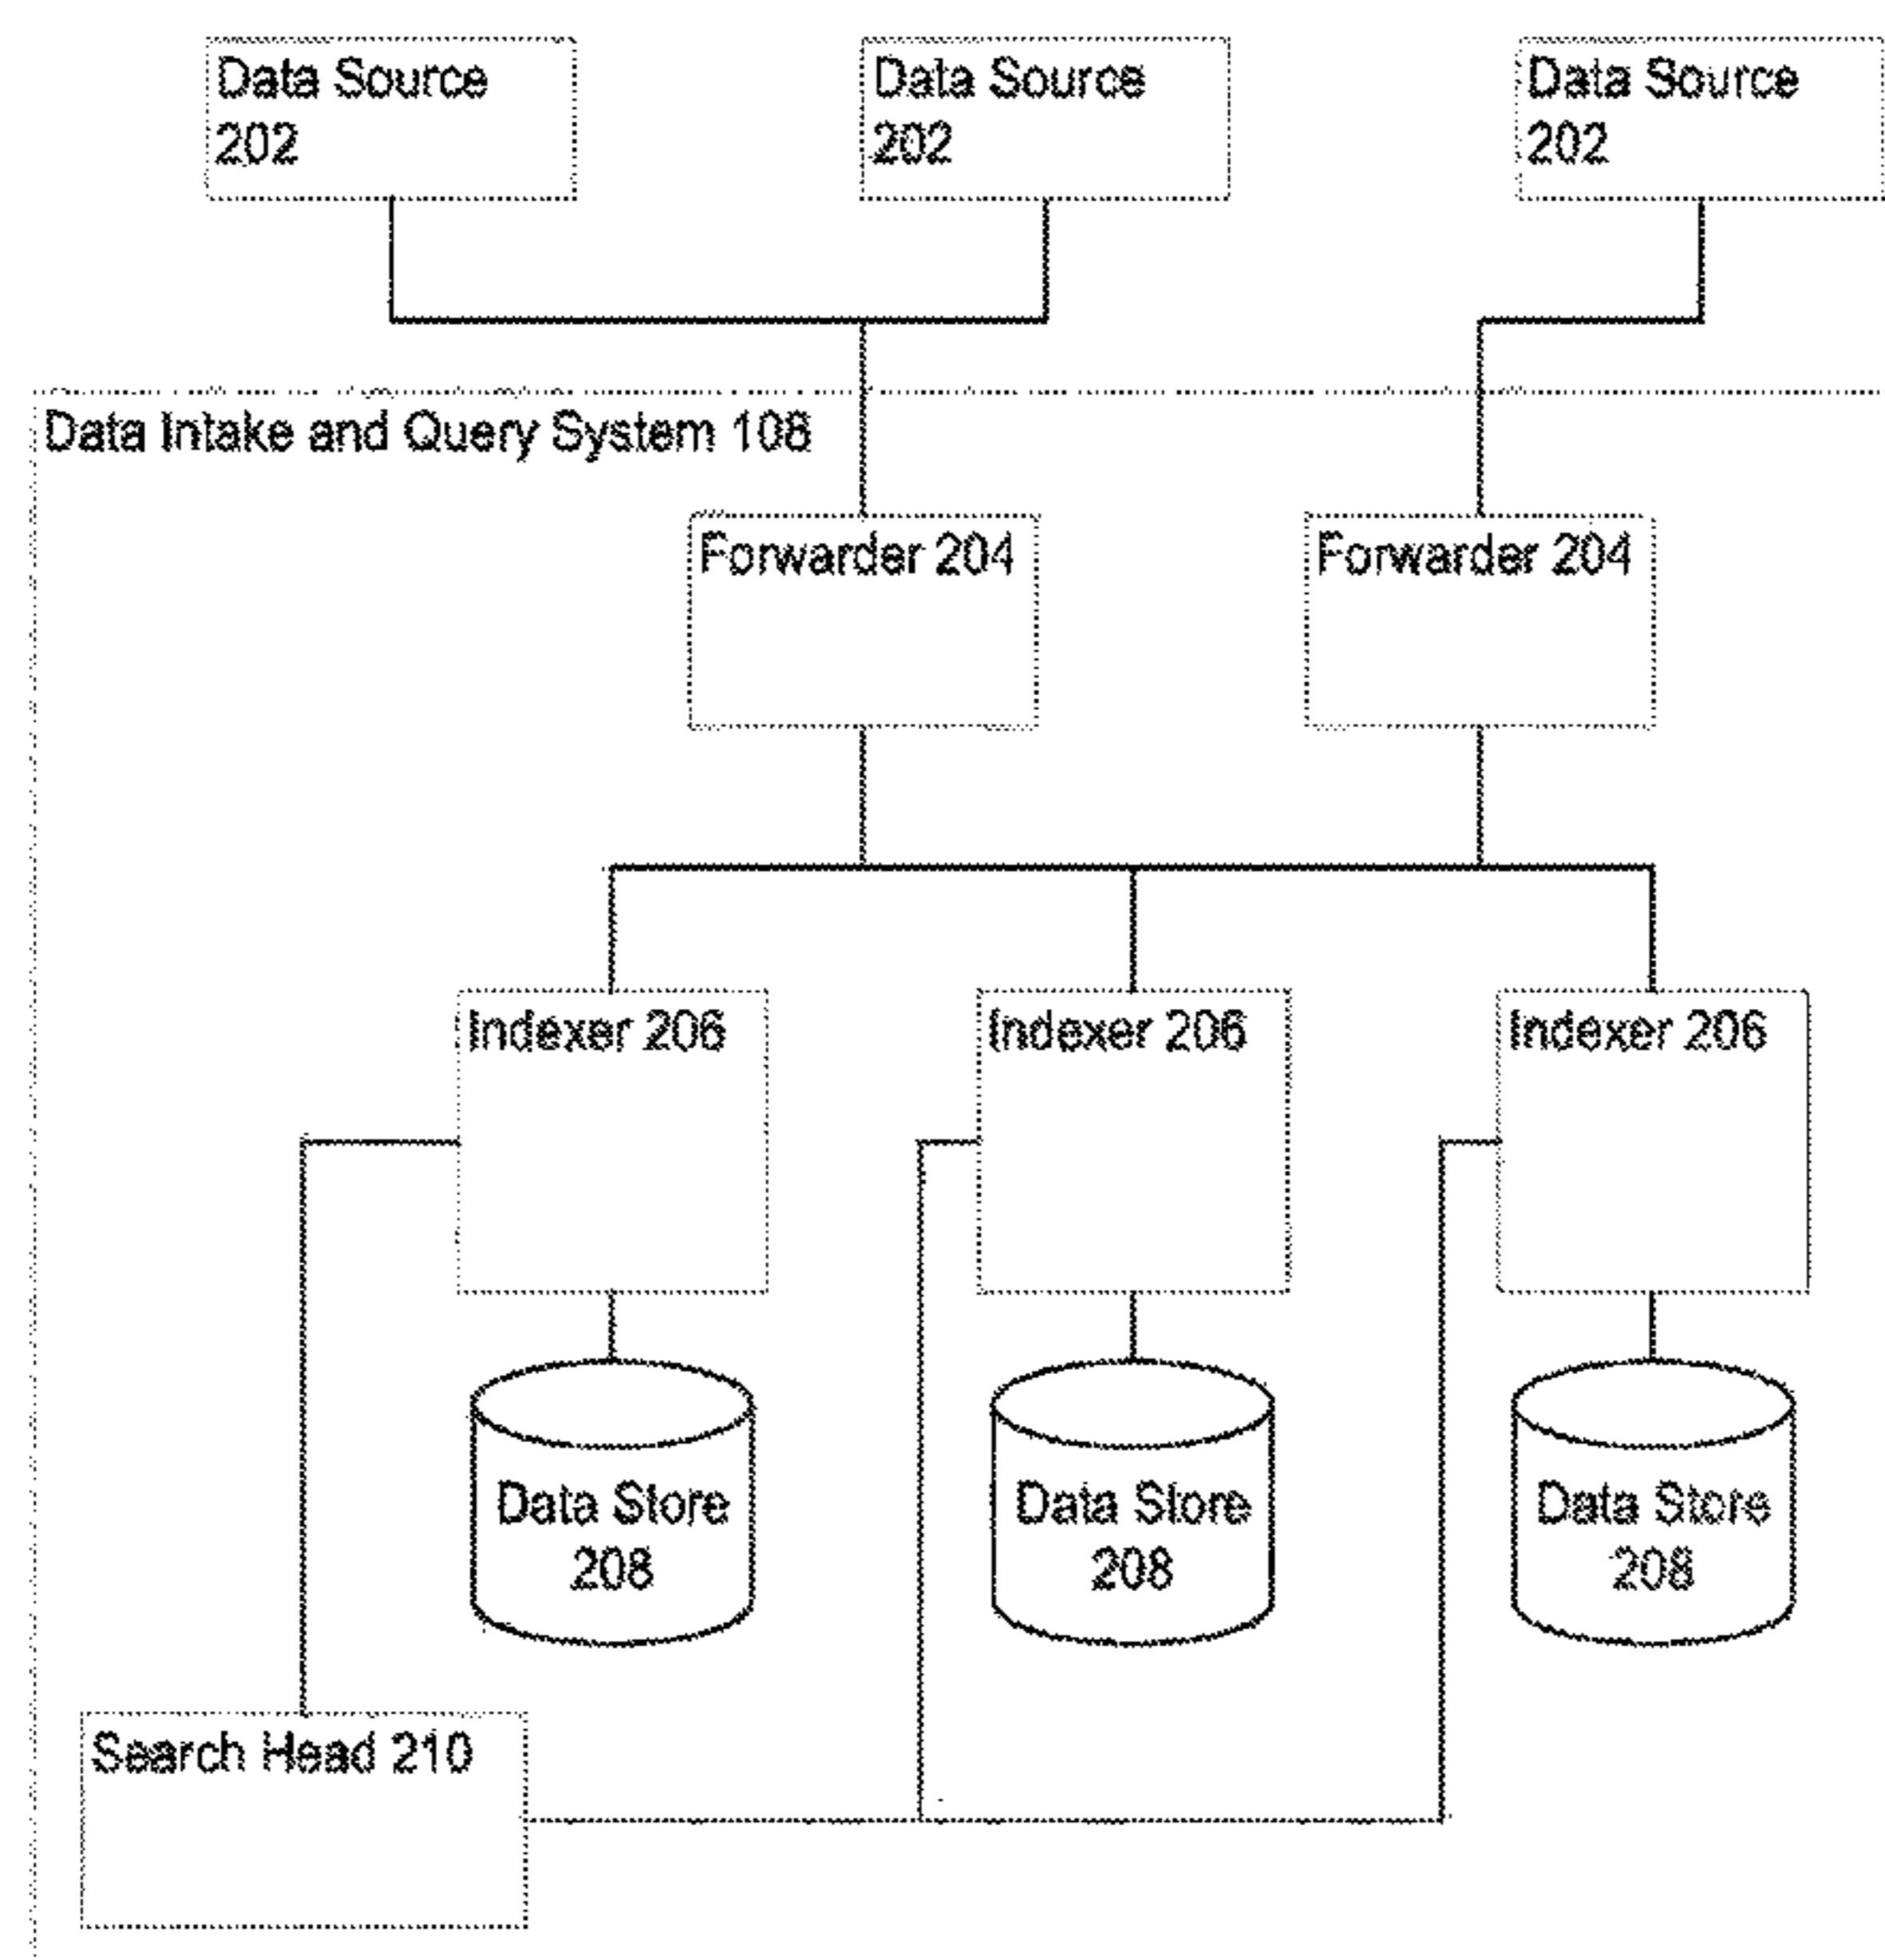 Data Source
202
Data Source
202
Data Source
202
Data Intake and Query System 108
Forwarder 204
Forwarder 204
Indexer 206
Indexer 206
Indexer 206
Data Store
208
Data Store
208
Data Store
208
Search Head 210